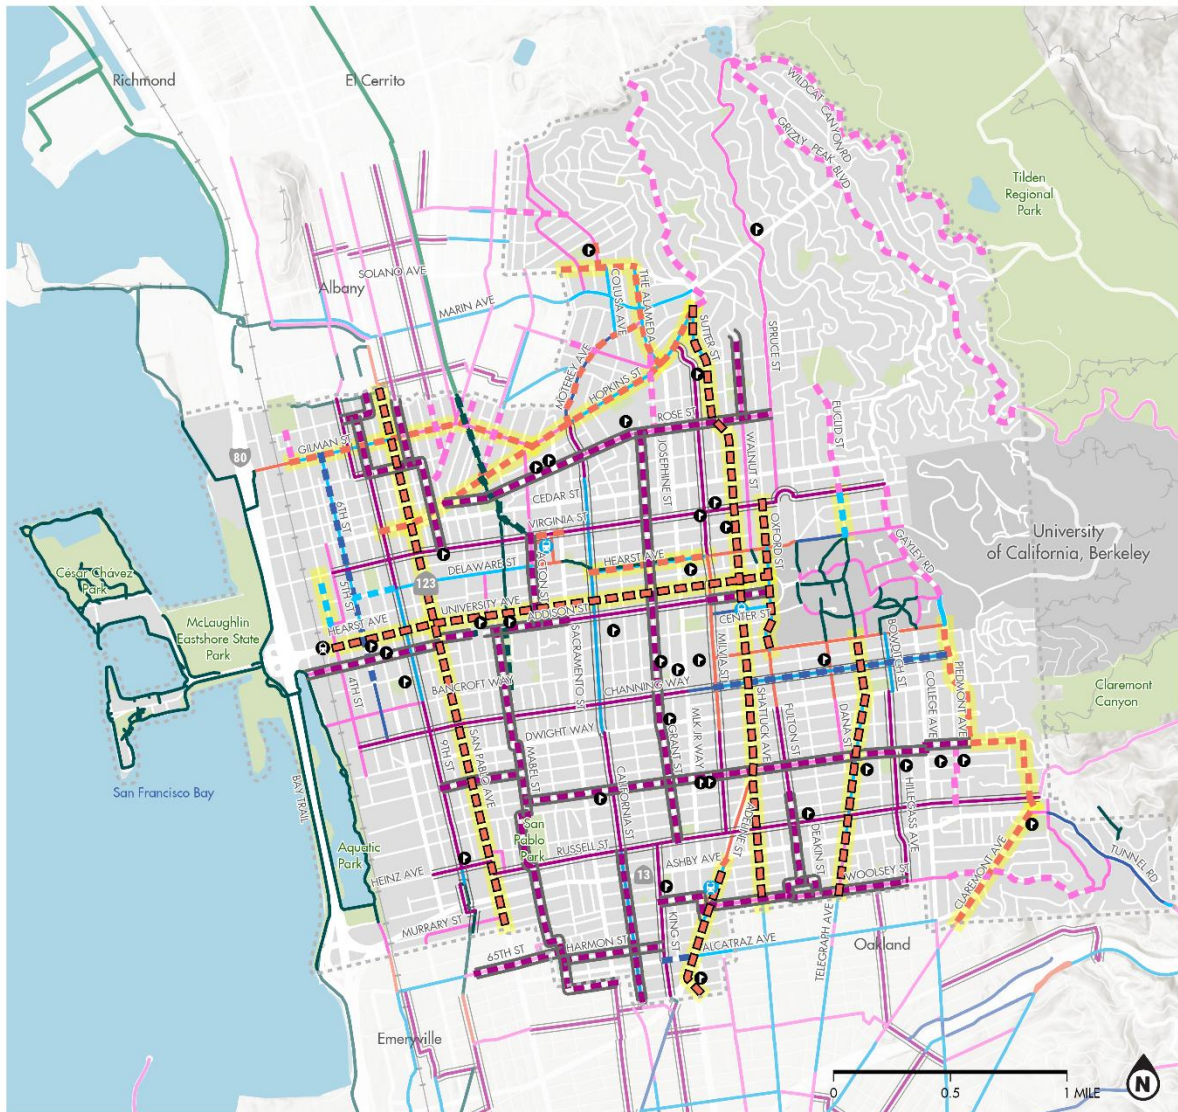 Richmond
El Cerrito
WILDCAT CANYON RD
GRIZZLY PEAK BLVD
Tilden
Regional
Park
SOLANO AVE
Albany
MARIN AVE
COLUSA AVE
THE ALAMEDA
SUTTER ST
SPRUCE ST
MOTEREY AVE
HOPKINS ST
EUCLID ST
GILMAN ST
ROSE ST
80
WALNUT ST
JOSEPHINE ST
CEDAR ST
6TH ST
VIRGINIA ST
OXFORD ST
University
of California, Berkeley
GAYLEY RD
HEARST AVE
DELAWARE ST
ACTON ST
123
César Chávez
Park
5TH ST
UNIVERSITY AVE
ADDISON ST
CENTER ST
McLaughlin
Eastshore State
Park
HEARST AVE
SACRAMENTO ST
MILVIA ST
BOWDITCH ST
4TH ST
BANCROFT WAY
CHANNING WAY
PIEDMONT AVE
COLLEGE AVE
Claremont
Canyon
SHATTUCK AVE
FULTON ST
DANA ST
DWIGHT WAY
MLK JR WAY
GRANT ST
9TH ST
SAN PABLO AVE
MABEL ST
San Francisco Bay
BAY TRAIL
CALIFORNIA ST
HILLEGASS AVE
San
Pablo
Park
ADELINE ST
DEAKIN ST
Aquatic
Park
RUSSELL ST
ASHBY AVE
HEINZ AVE
13
WOOLSEY ST
CLAREMONT AVE
TUNNEL RD
MURRARY ST
KING ST
TELEGRAPH AVE
HARMON ST
65TH ST
ALCATRAZ AVE
Oakland
Emeryville
0.5
1 MILE
0
N